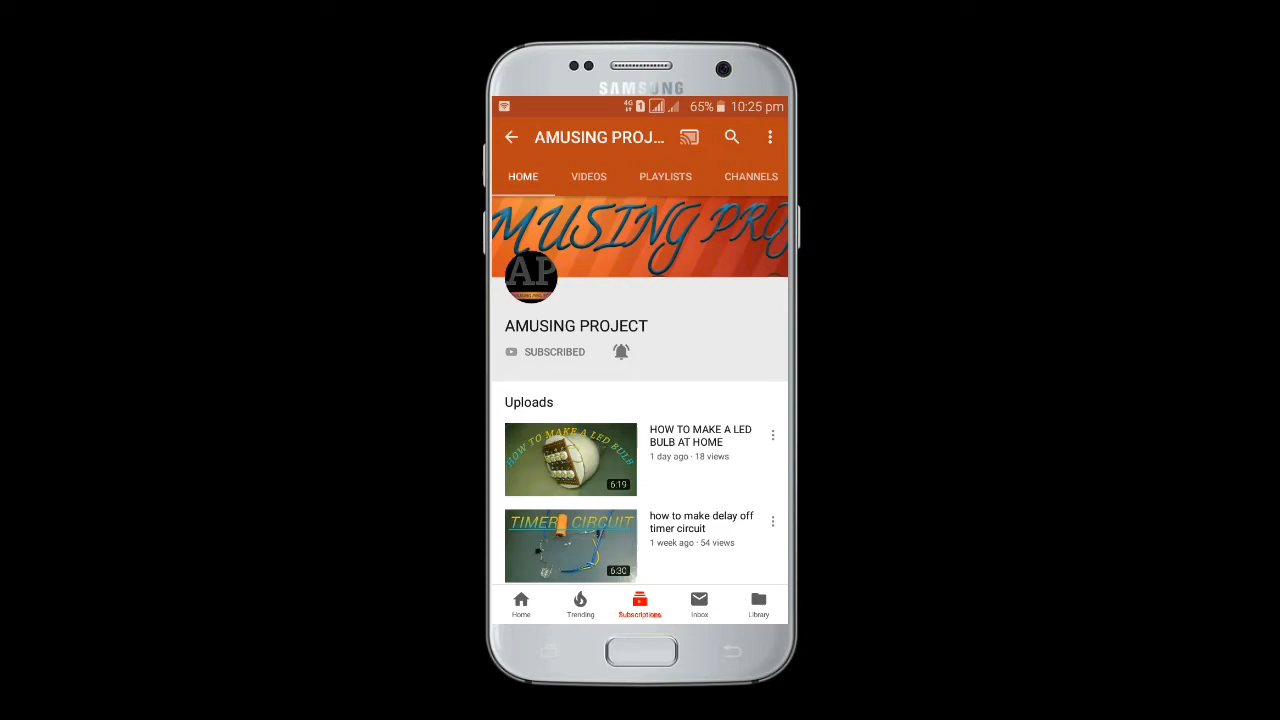 SAMSUNG
4G 1 65% 10:25 pm
AMUSING PROJ...
HOME VIDEOS PLAYLISTS CHANNELS
MUSING PRO
AP
AMUSING PROJECT
SUBSCRIBED
Uploads
HOW TO MAKE A LED BULB
6:19
HOW TO MAKE A LED
BULB AT HOME
1 day ago · 18 views
TIMER CIRCUIT
6:30
how to make delay off
timer circuit
1 week ago · 54 views
Home Trending Subscriptions Inbox Library